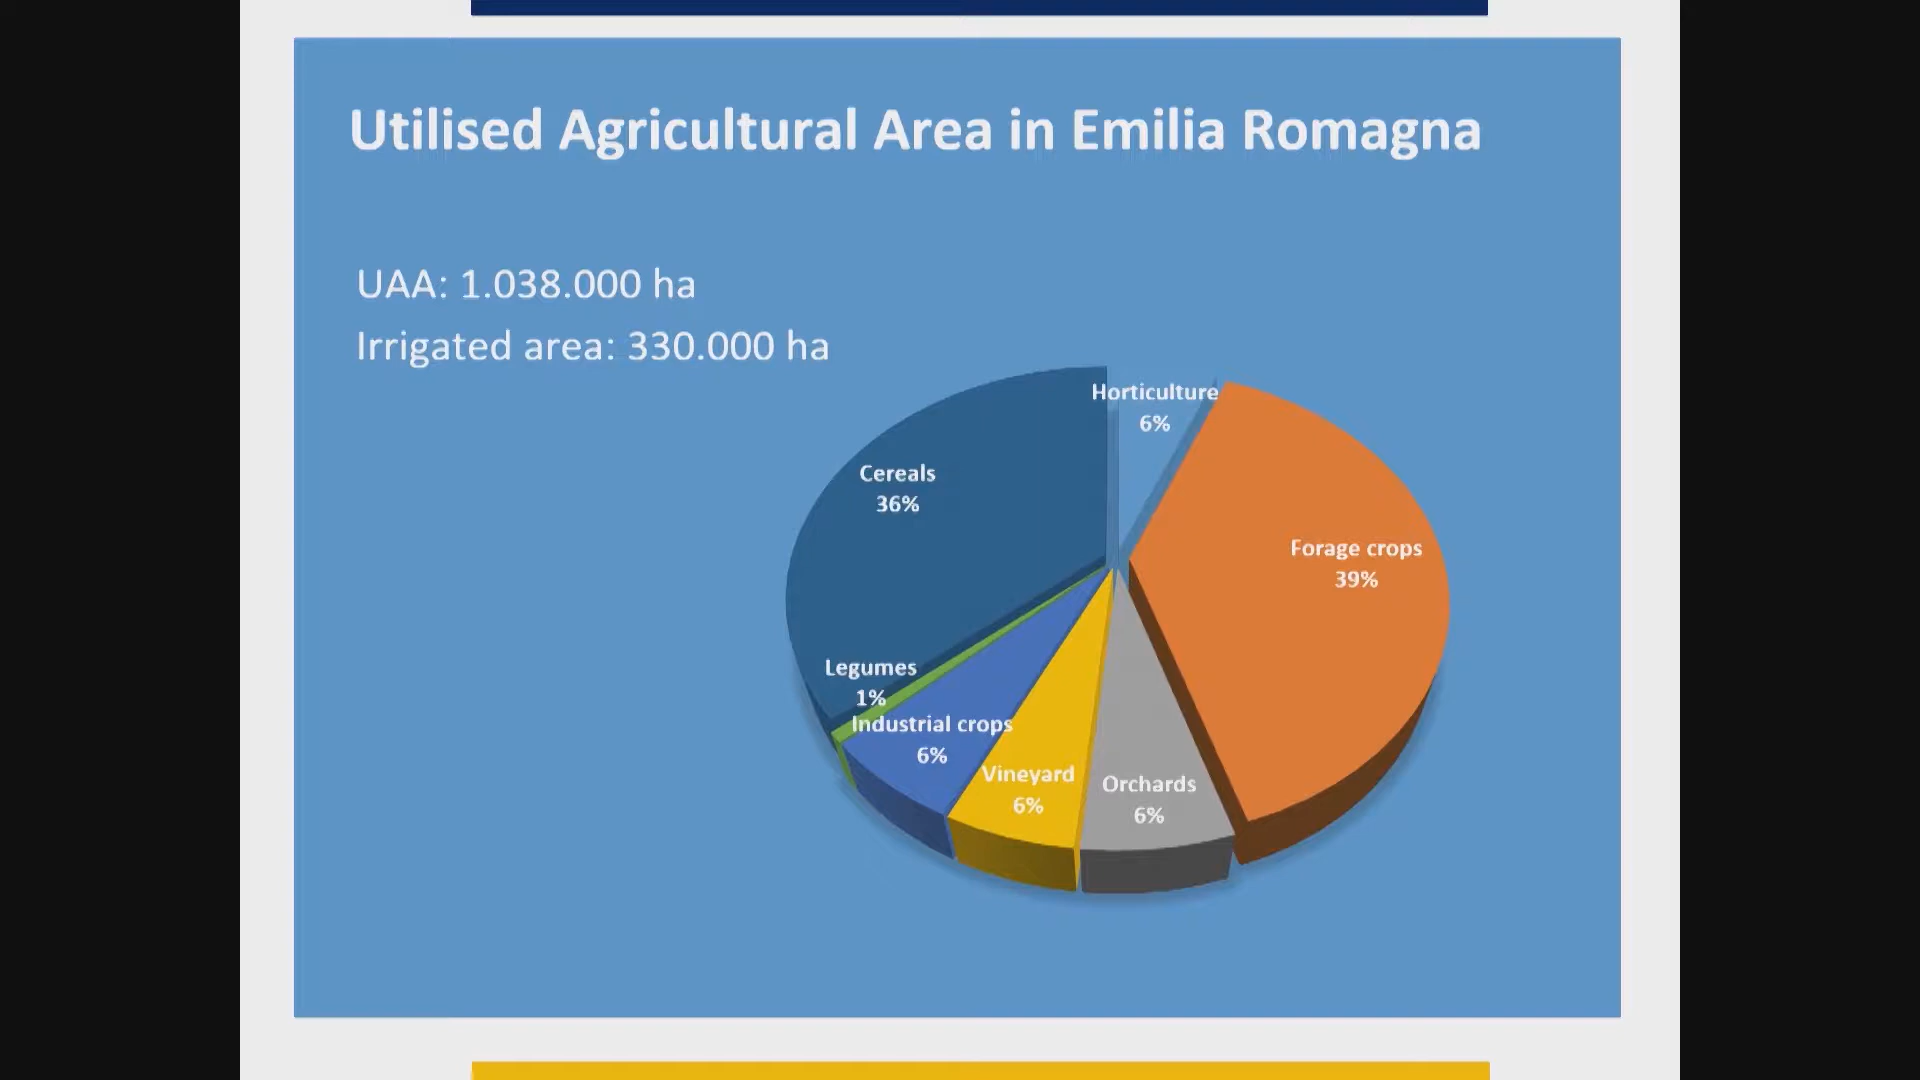 Utilised Agricultural Area in Emilia Romagna
UAA: 1.038.000 ha
Irrigated area: 330.000 ha
Horticulture
6%
Cereals
36%
Forage crops
39%
Legumes
1%
Industrial crops
6%
Vineyard
6%
Orchards
6%